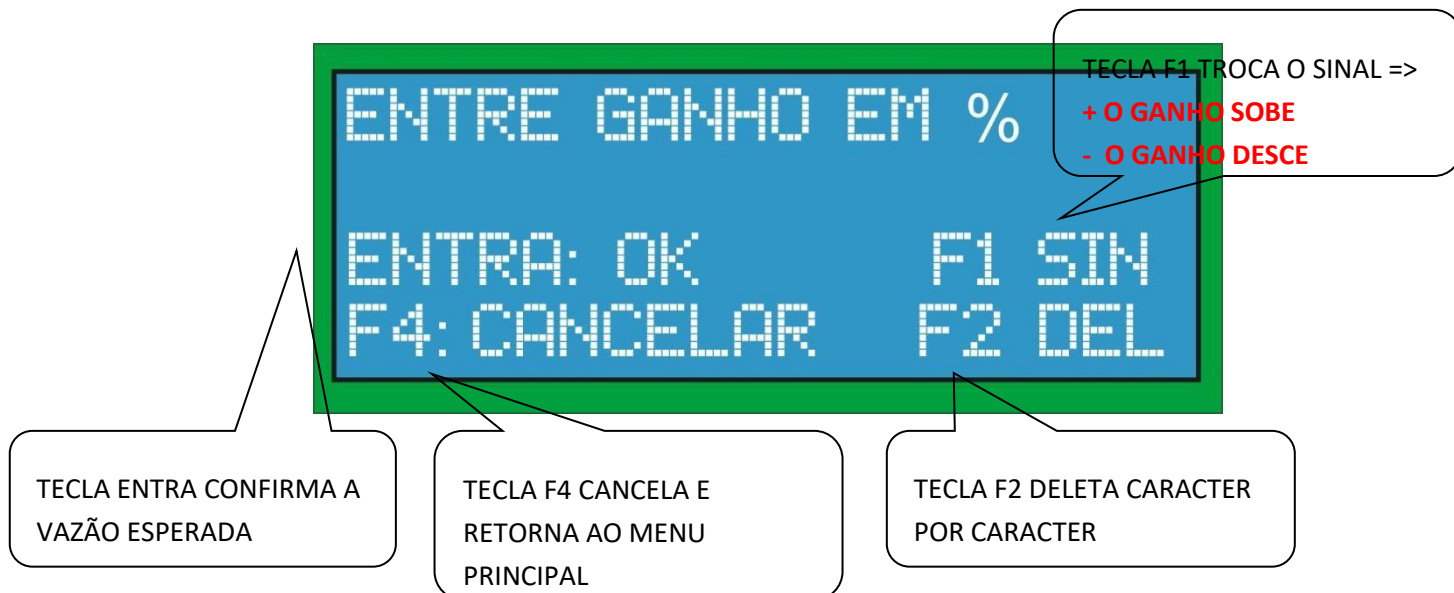 TECLA F1 TROCA O SINAL =>
+ O GANHO SOBE
- O GANHO DESCE
ENTRE GANHO EM %
ENTRA: OK F1 SIN
F4: CANCELAR F2 DEL
TECLA ENTRA CONFIRMA A
VAZÃO ESPERADA
TECLA F4 CANCELA E
RETORNA AO MENU
PRINCIPAL
TECLA F2 DELETA CARACTER
POR CARACTER